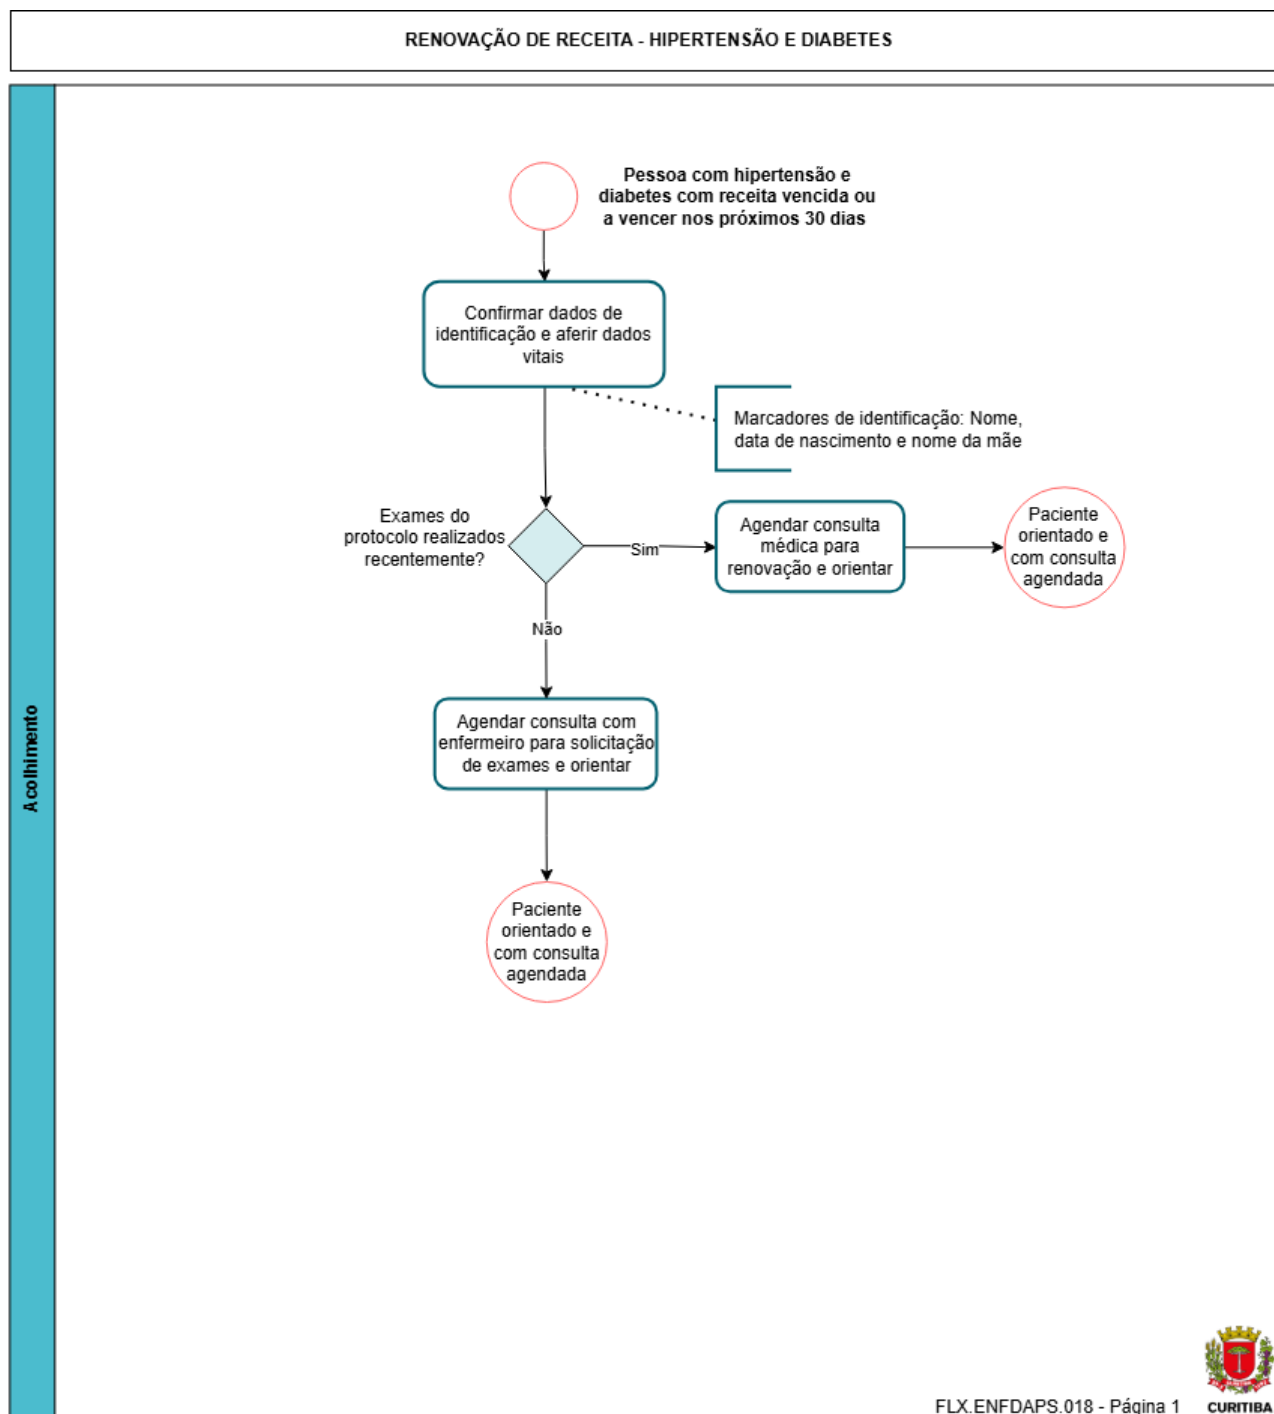 RENOVAÇÃO DE RECEITA - HIPERTENSÃO E DIABETES
Acolhimento
Pessoa com hipertensão e
diabetes com receita vencida ou
a vencer nos próximos 30 dias
Confirmar dados de
identificação e aferir dados
vitais
Marcadores de identificação: Nome,
data de nascimento e nome da mãe
Exames do
protocolo realizados
recentemente?
Sim
Agendar consulta
médica para
renovação e orientar
Paciente
orientado e
com consulta
agendada
Não
Agendar consulta com
enfermeiro para solicitação
de exames e orientar
Paciente
orientado e
com consulta
agendada
FLX.ENFDAPS.018 - Página 1
CURITIBA